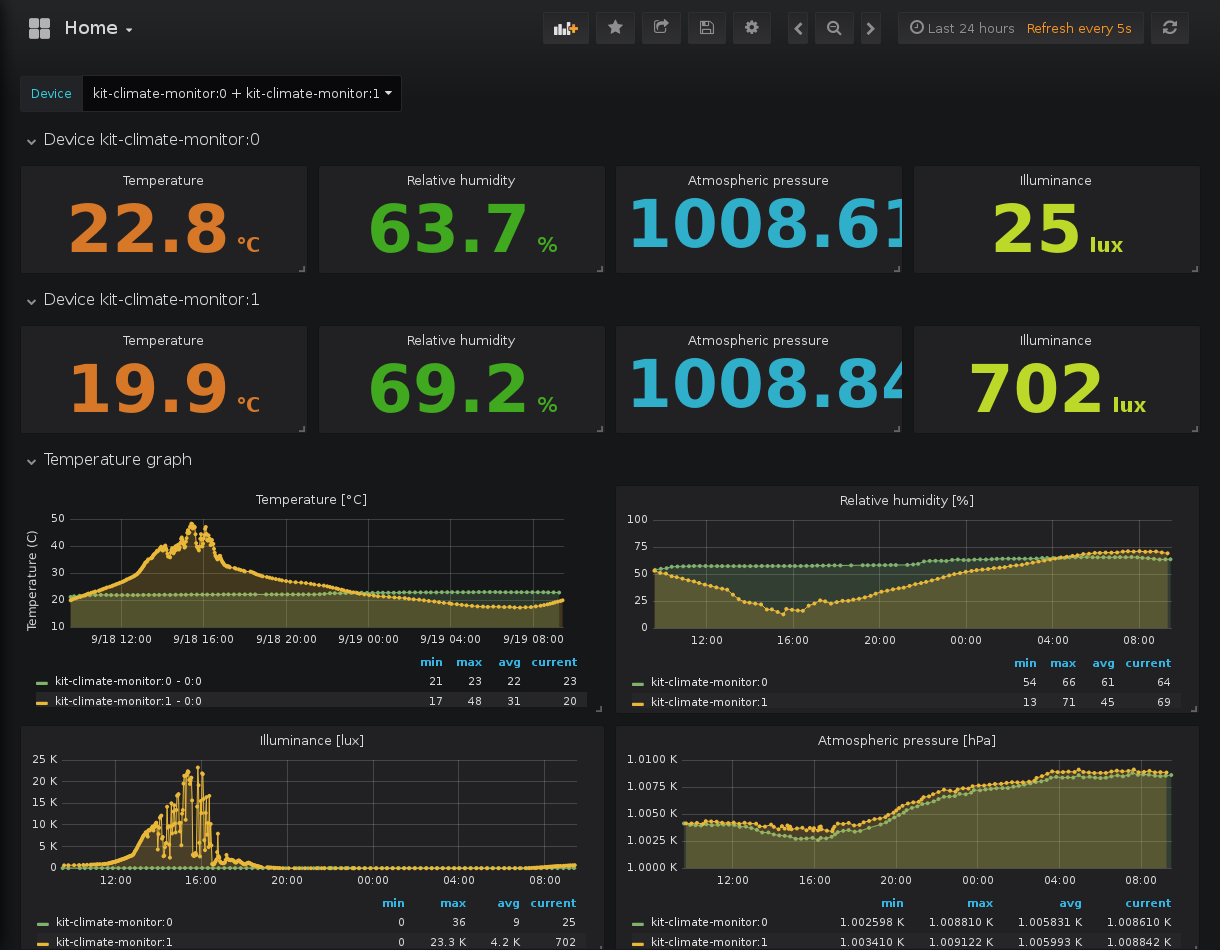 Home
Last 24 hours Refresh every 5s
Device kit-climate-monitor:0 + kit-climate-monitor:1
Device kit-climate-monitor:0
Temperature Relative humidity Atmospheric pressure Illuminance
22.8 °C 63.7 % 1008.61 25 lux
Device kit-climate-monitor:1
Temperature Relative humidity Atmospheric pressure Illuminance
19.9 °C 69.2 % 1008.84 702 lux
Temperature graph
Temperature [°C]
Temperature (C)
50
40
30
20
10
9/18 12:00 9/18 16:00 9/18 20:00 9/19 00:00 9/19 04:00 9/19 08:00
min max avg current
kit-climate-monitor:0 - 0:0 21 23 22 23
kit-climate-monitor:1 - 0:0 17 48 31 20
Relative humidity [%]
100
75
50
25
0
12:00 16:00 20:00 00:00 04:00 08:00
min max avg current
kit-climate-monitor:0 54 66 61 64
kit-climate-monitor:1 13 71 45 69
Illuminance [lux]
25 K
20 K
15 K
10 K
5 K
0
12:00 16:00 20:00 00:00 04:00 08:00
min max avg current
kit-climate-monitor:0 0 36 9 25
kit-climate-monitor:1 0 23.3 K 4.2 K 702
Atmospheric pressure [hPa]
1.0100 K
1.0075 K
1.0050 K
1.0025 K
1.0000 K
12:00 16:00 20:00 00:00 04:00 08:00
min max avg current
kit-climate-monitor:0 1.002598 K 1.008810 K 1.005831 K 1.008610 K
kit-climate-monitor:1 1.003410 K 1.009122 K 1.005993 K 1.008842 K